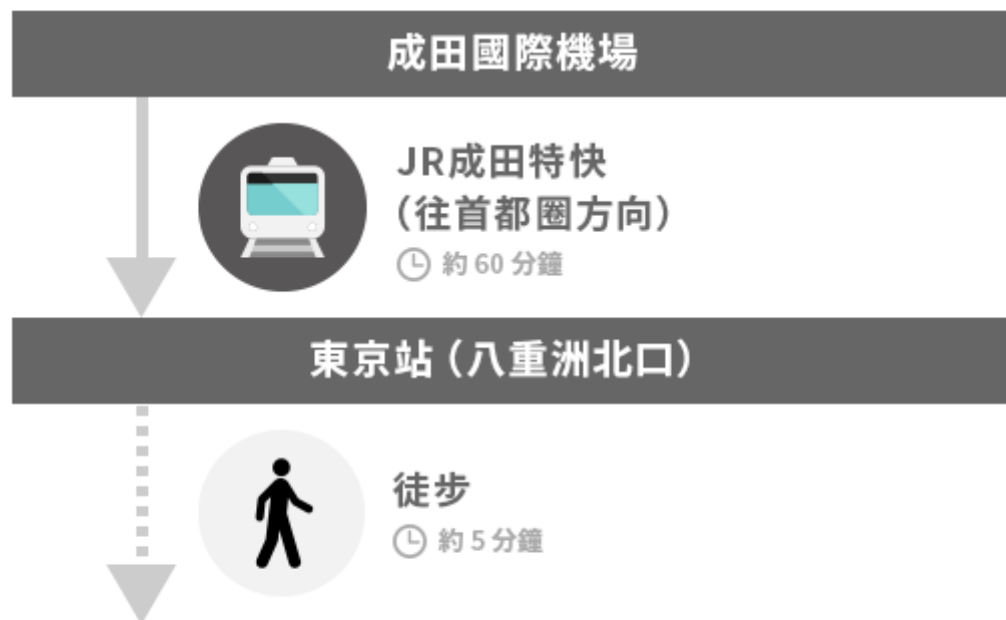 成田國際機場
JR成田特快
（往首都圈方向）
約 60 分鐘
東京站（八重洲北口）
徒步
約 5 分鐘